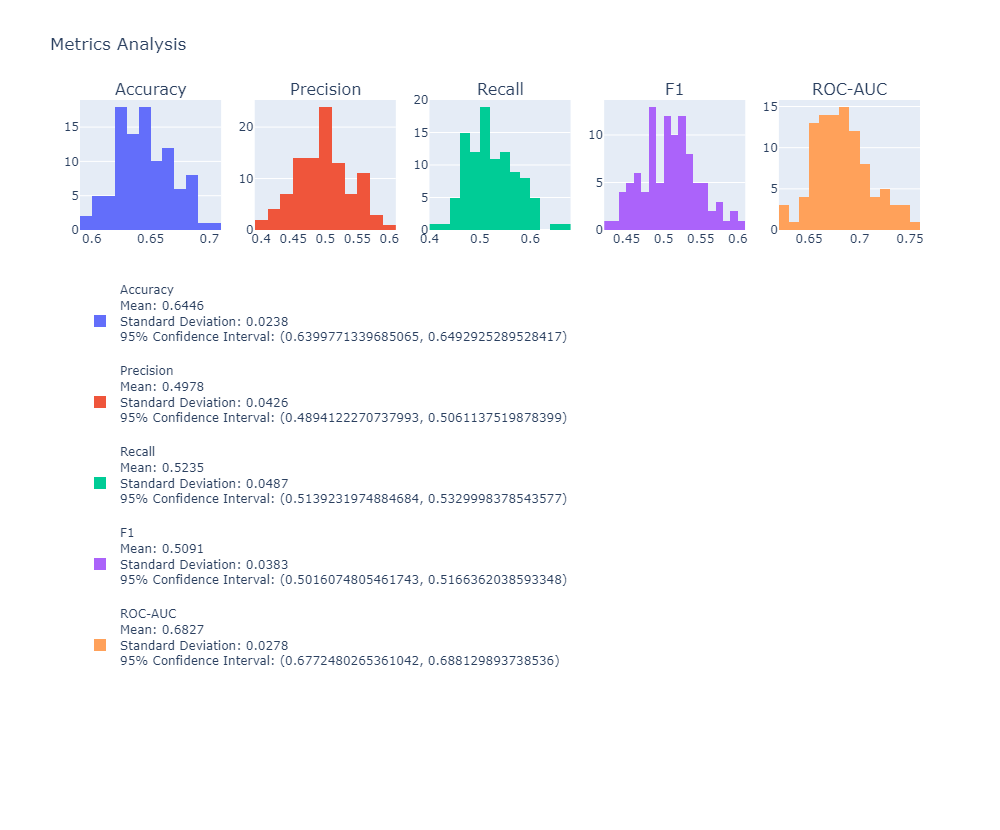 Metrics Analysis
Accuracy Precision Recall F1 ROC-AUC
15
10
5
0
0.6 0.65 0.7
20
10
0
0.4 0.45 0.5 0.55 0.6
20
15
10
5
0
0.4 0.5 0.6
10
5
0
0.45 0.5 0.55 0.6
15
10
5
0
0.65 0.7 0.75
Accuracy
Mean: 0.6446
Standard Deviation: 0.0238
95% Confidence Interval: (0.6399771339685065, 0.6492925289528417)
Precision
Mean: 0.4978
Standard Deviation: 0.0426
95% Confidence Interval: (0.4894122270737993, 0.5061137519878399)
Recall
Mean: 0.5235
Standard Deviation: 0.0487
95% Confidence Interval: (0.5139231974884684, 0.5329998378543577)
F1
Mean: 0.5091
Standard Deviation: 0.0383
95% Confidence Interval: (0.5016074805461743, 0.5166362038593348)
ROC-AUC
Mean: 0.6827
Standard Deviation: 0.0278
95% Confidence Interval: (0.6772480265361042, 0.688129893738536)